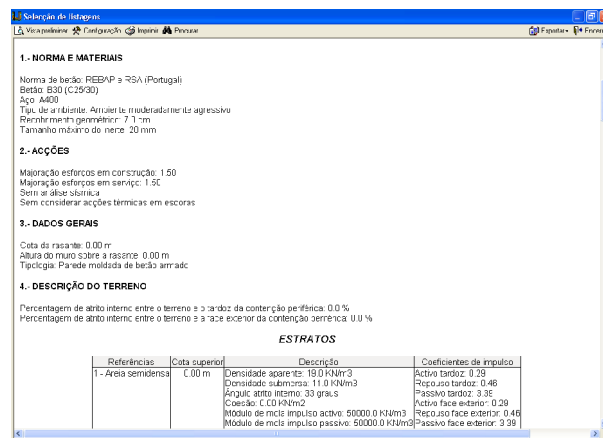 Selecção de listagens
Vista preliminar Configuração Imprimir Procurar Exportar
1.- NORMA E MATERIAIS
Norma de betão: REBAP e RSA (Portugal)
Betão: B30 (C25/30)
Aço: A400
Tipo de ambiente: Ambiente moderadamente agressivo
Recobrimento geométrico: 7.0 cm
Tamanho máximo do inerte: 20 mm
2.- ACÇÕES
Majoração esforços em construção: 1.50
Majoração esforços em serviço: 1.50
Sem análise sísmica
Sem considerar acções térmicas em escoras
3.- DADOS GERAIS
Cota da rasante: 0.00 m
Altura do muro sobre a rasante: 0.00 m
Tipologia: Parede moldada de betão armado
4.- DESCRIÇÃO DO TERRENO
Percentagem de atrito interno entre o terreno e o tardoz da contenção periférica: 0.0 %
Percentagem de atrito interno entre o terreno e a face exterior da contenção periférica: 0.0 %
ESTRATOS
Referências Cota superior Descrição Coeficientes de impulso
1 - Areia semidensa 0.00 m Densidade aparente: 19.0 KN/m3 Activo tardoz: 0.29
Densidade submersa: 11.0 KN/m3 Repouso tardoz: 0.46
Ângulo atrito interno: 33 graus Passivo tardoz: 3.39
Coesão: 0.00 KN/m2 Activo face exterior: 0.29
Módulo de mola impulso activo: 50000.0 KN/m3 Repouso face exterior: 0.46
Módulo de mola impulso passivo: 50000.0 KN/m3 Passivo face exterior: 3.39